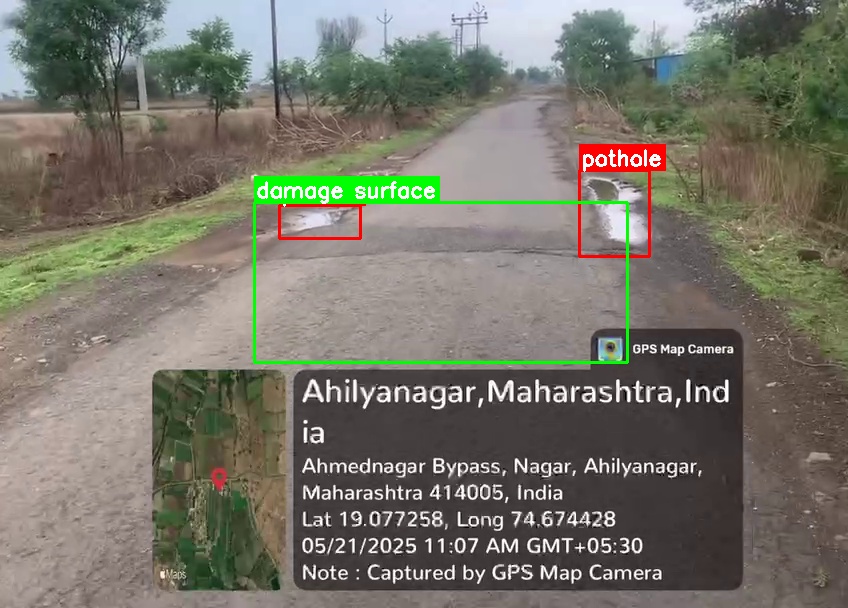 pothole
damage surface
GPS Map Camera
Ahilyanagar,Maharashtra,Ind
ia
Ahmednagar Bypass, Nagar, Ahilyanagar,
Maharashtra 414005, India
Lat 19.077258, Long 74.674428
05/21/2025 11:07 AM GMT+05:30
Note : Captured by GPS Map Camera
Maps